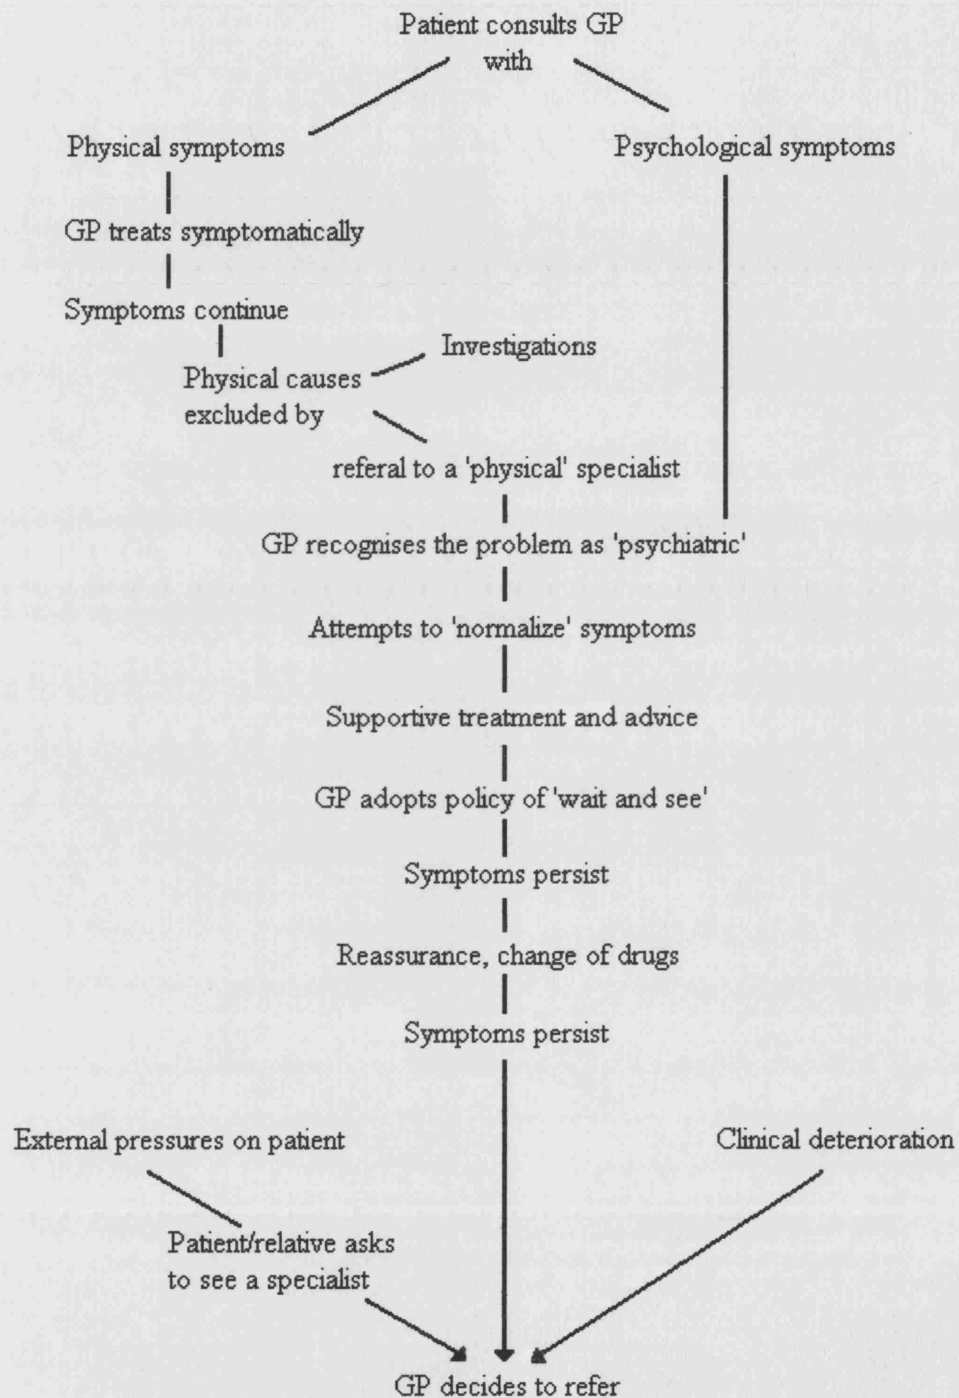 Patient consults GP
with
Physical symptoms
Psychological symptoms
GP treats symptomatically
Symptoms continue
Investigations
Physical causes
excluded by
referal to a 'physical' specialist
GP recognises the problem as 'psychiatric'
Attempts to 'normalize' symptoms
Supportive treatment and advice
GP adopts policy of 'wait and see'
Symptoms persist
Reassurance, change of drugs
Symptoms persist
External pressures on patient
Clinical deterioration
Patient/relative asks
to see a specialist
GP decides to refer